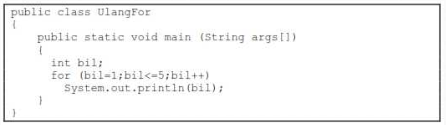 public class UlangFor
{
public static void main (String args[])
{
int bil;
for (bil=1;bil<=5;bil++)
System.out.println(bil);
}
}